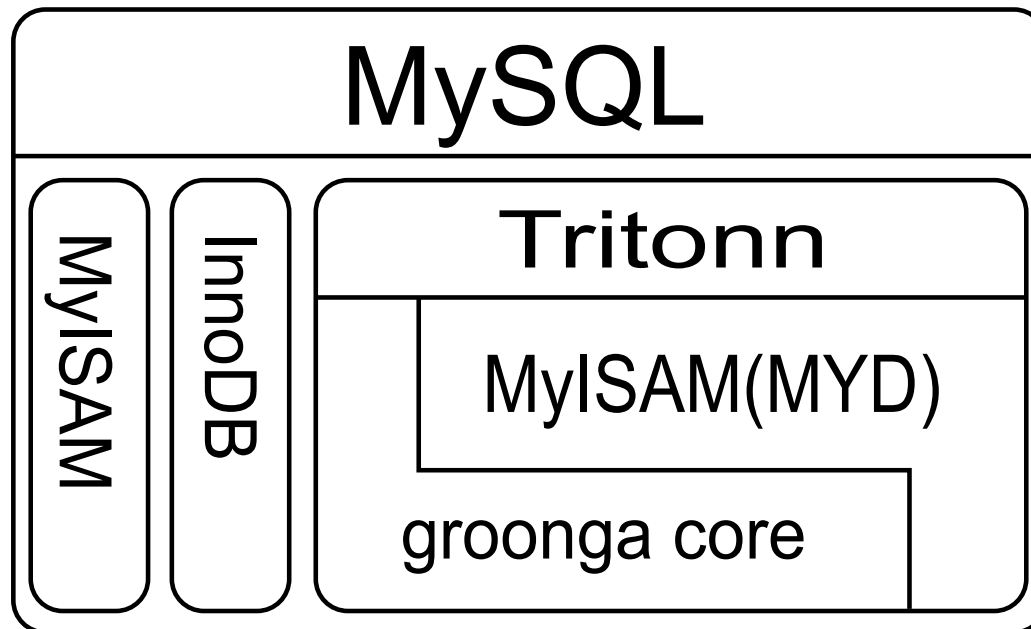 MySQL
MyISAM
InnoDB
Tritonn
MyISAM(MYD)
groonga core